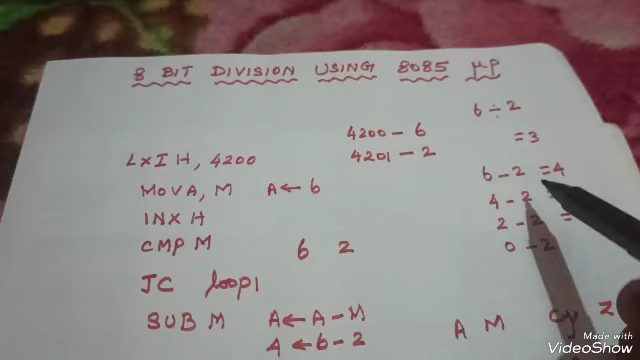 8 BIT DIVISION USING 8085 µp
6 ÷ 2
= 3
4200 - 6
4201 - 2
LXI H, 4200
MOV A, M A ← 6
INX H
CMP M 6 2
6 - 2 = 4
4 - 2
2 - 2 =
0 - 2
JC loop1
SUB M A ← A - M
4 ← 6 - 2
A M Cy Z
Made With
VideoShow